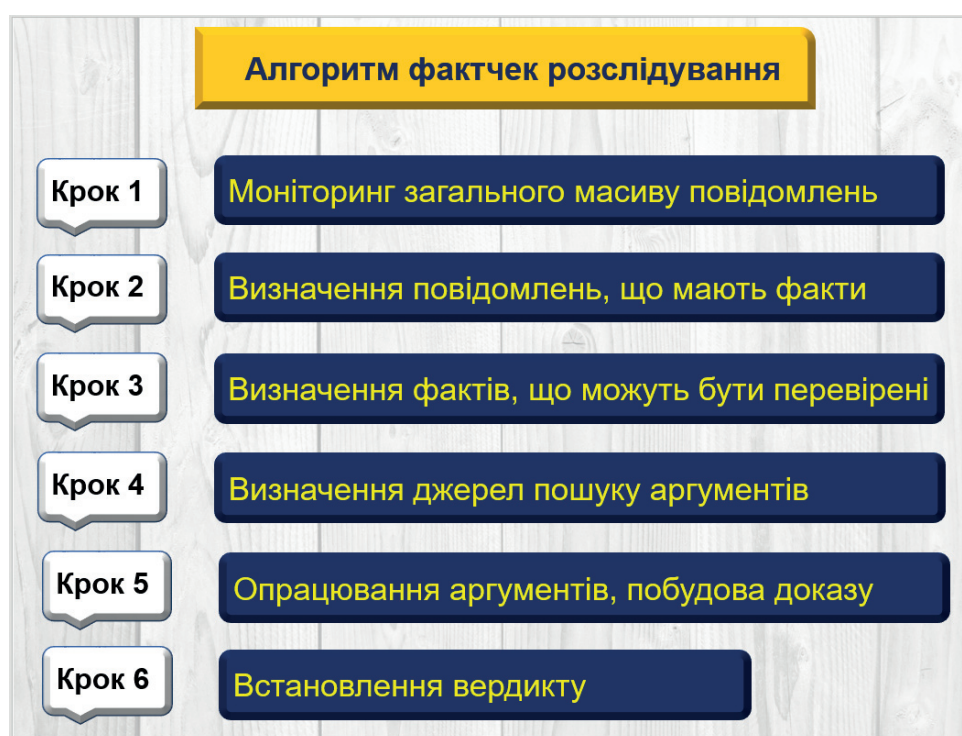 Алгоритм фактчек розслідування
Крок 1
Моніторинг загального масиву повідомлень
Крок 2
Визначення повідомлень, що мають факти
Крок 3
Визначення фактів, що можуть бути перевірені
Крок 4
Визначення джерел пошуку аргументів
Крок 5
Опрацювання аргументів, побудова доказу
Крок 6
Встановлення вердикту